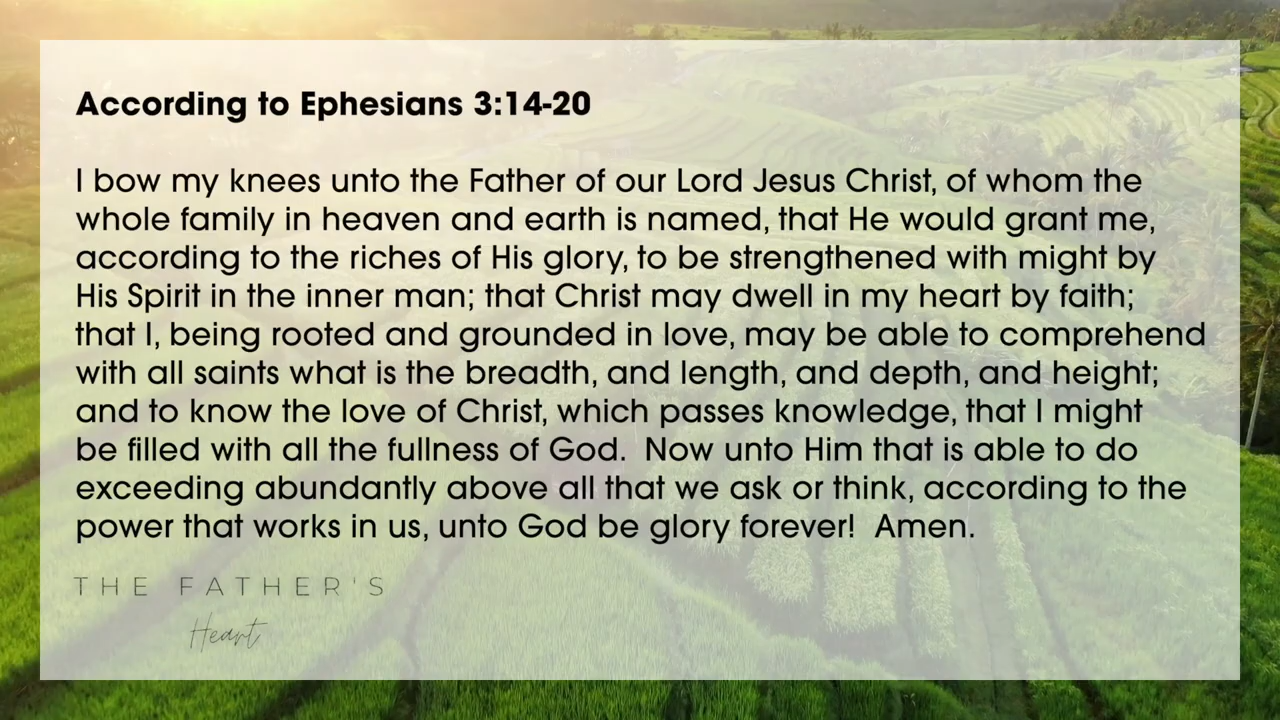 According to Ephesians 3:14-20
I bow my knees unto the Father of our Lord Jesus Christ, of whom the
whole family in heaven and earth is named, that He would grant me,
according to the riches of His glory, to be strengthened with might by
His Spirit in the inner man; that Christ may dwell in my heart by faith;
that I, being rooted and grounded in love, may be able to comprehend
with all saints what is the breadth, and length, and depth, and height;
and to know the love of Christ, which passes knowledge, that I might
be filled with all the fullness of God.  Now unto Him that is able to do
exceeding abundantly above all that we ask or think, according to the
power that works in us, unto God be glory forever!  Amen.
THE FATHER'S
Heart